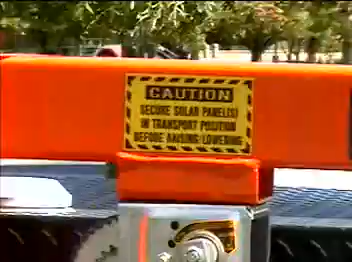 CAUTION
SECURE SOLAR PANEL(S)
IN TRANSPORT POSITION
BEFORE RAISING/LOWERING